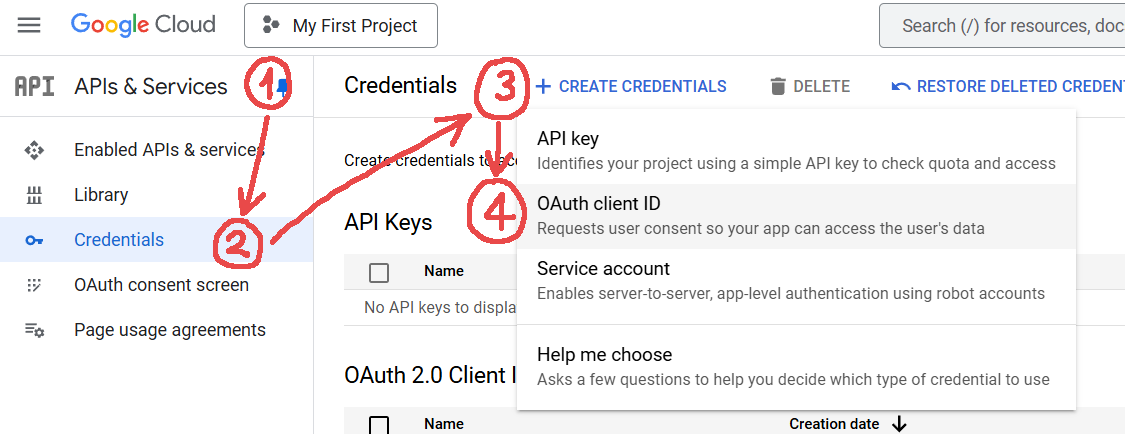 Google Cloud My First Project Search (/) for resources, doc
API APIs & Services 1
Credentials 3 + CREATE CREDENTIALS DELETE RESTORE DELETED CREDEN
Enabled APIs & services
Library
Credentials 2
OAuth consent screen
Page usage agreements
Create credentials to acc
API Keys
Name
No API keys to displa
OAuth 2.0 Client I
Name Creation date
API key
Identifies your project using a simple API key to check quota and access
4 OAuth client ID
Requests user consent so your app can access the user's data
Service account
Enables server-to-server, app-level authentication using robot accounts
Help me choose
Asks a few questions to help you decide which type of credential to use